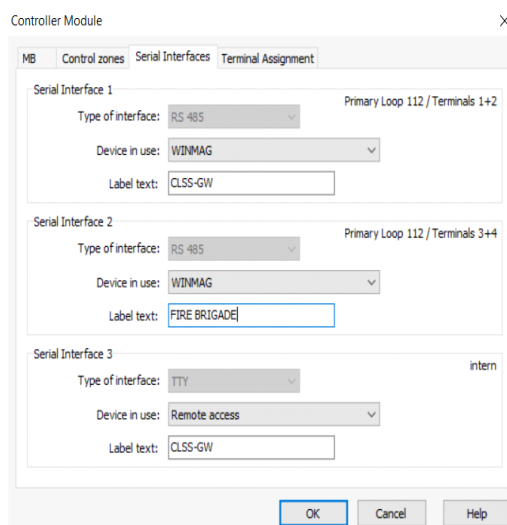 Controller Module X
MB Control zones Serial Interfaces Terminal Assignment
Serial Interface 1
Primary Loop 112 / Terminals 1+2
Type of interface: RS 485
Device in use: WINMAG
Label text: CLSS-GW
Serial Interface 2
Primary Loop 112 / Terminals 3+4
Type of interface: RS 485
Device in use: WINMAG
Label text: FIRE BRIGADE
Serial Interface 3
intern
Type of interface: TTY
Device in use: Remote access
Label text: CLSS-GW
OK Cancel Help